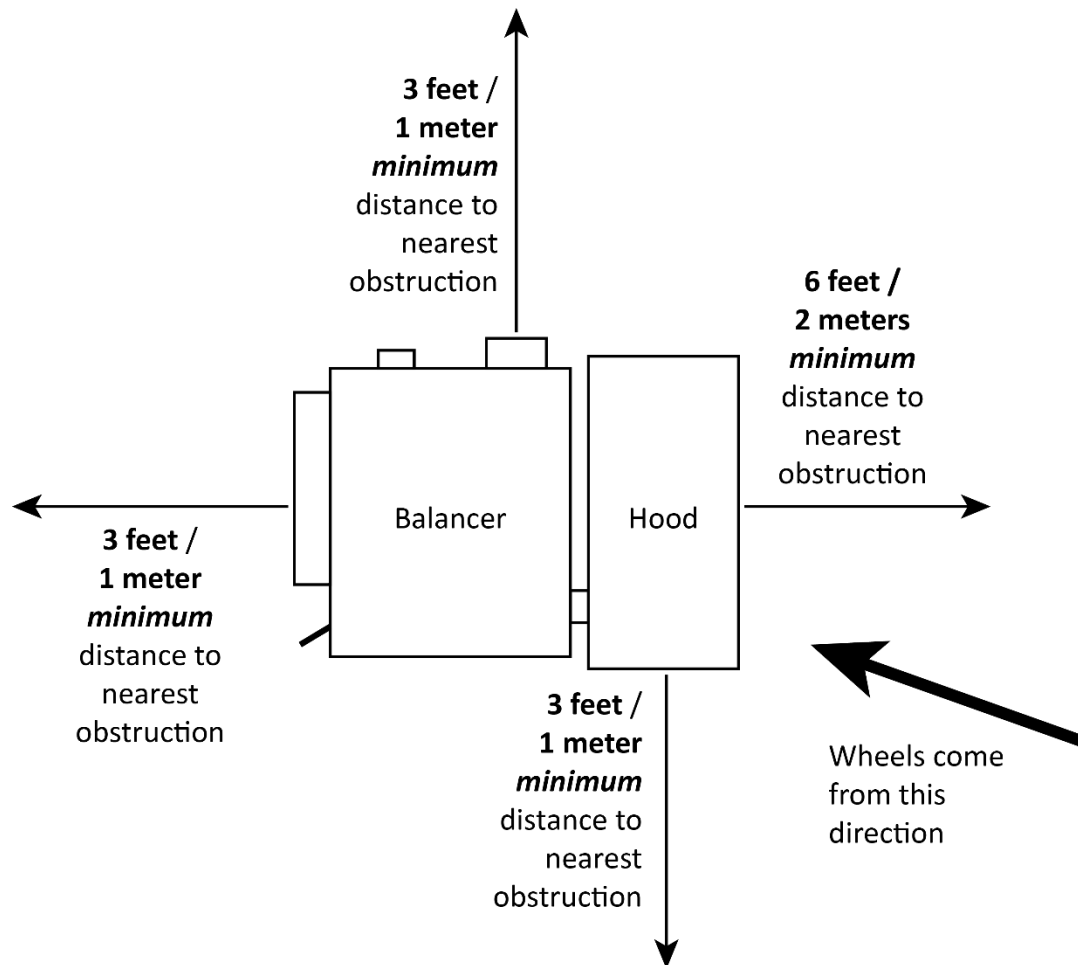 3 feet /
1 meter
minimum
distance to
nearest
obstruction
6 feet /
2 meters
minimum
distance to
nearest
obstruction
Balancer
Hood
3 feet /
1 meter
minimum
distance to
nearest
obstruction
3 feet /
1 meter
minimum
distance to
nearest
obstruction
Wheels come
from this
direction